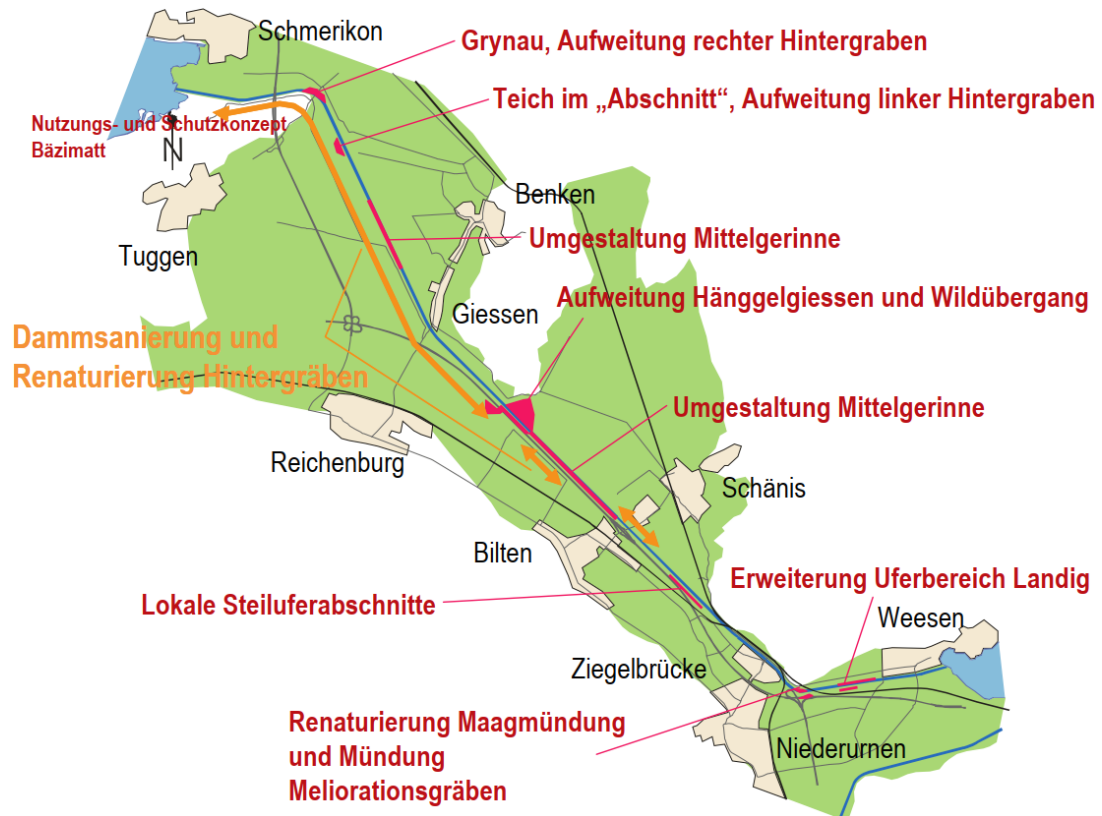 Schmerikon
Grynau, Aufweitung rechter Hintergraben
Teich im „Abschnitt“, Aufweitung linker Hintergraben
Nutzungs- und Schutzkonzept
Bäzimatt
N
Benken
Tuggen
Umgestaltung Mittelgerinne
Aufweitung Hänggelgiessen und Wildübergang
Giessen
Dammsanierung und
Renaturierung Hintergräben
Umgestaltung Mittelgerinne
Reichenburg
Schänis
Bilten
Erweiterung Uferbereich Landig
Lokale Steiluferabschnitte
Weesen
Ziegelbrücke
Renaturierung Maagmündung
und Mündung
Meliorationsgräben
Niederurnen